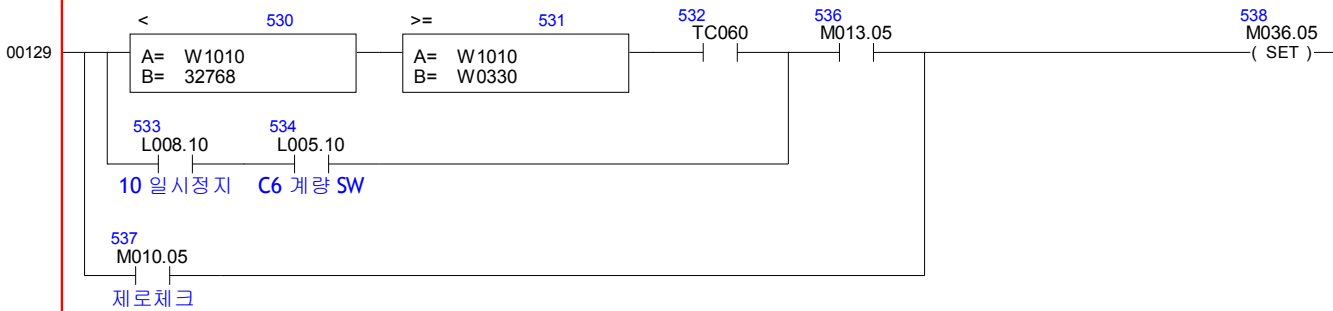 < 530 >= 531 532 536 538
TC060 M013.05 M036.05
00129 A= W1010 A= W1010 ( SET )
B= 32768 B= W0330
533 534
L008.10 L005.10
10 일시정지 C6 계량 SW
537
M010.05
제로체크